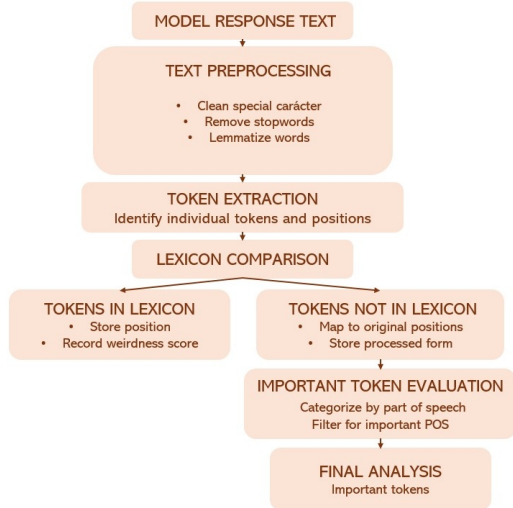 MODEL RESPONSE TEXT
TEXT PREPROCESSING
• Clean special carácter
• Remove stopwords
• Lemmatize words
TOKEN EXTRACTION
Identify individual tokens and positions
LEXICON COMPARISON
TOKENS IN LEXICON
• Store position
• Record weirdness score
TOKENS NOT IN LEXICON
• Map to original positions
• Store processed form
IMPORTANT TOKEN EVALUATION
Categorize by part of speech
Filter for important POS
FINAL ANALYSIS
Important tokens